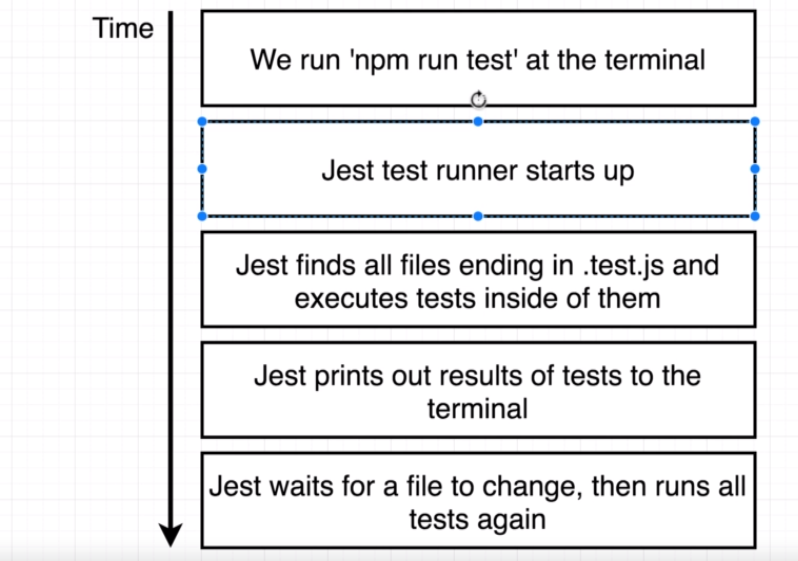 Time
We run 'npm run test' at the terminal
Jest test runner starts up
Jest finds all files ending in .test.js and
executes tests inside of them
Jest prints out results of tests to the
terminal
Jest waits for a file to change, then runs all
tests again